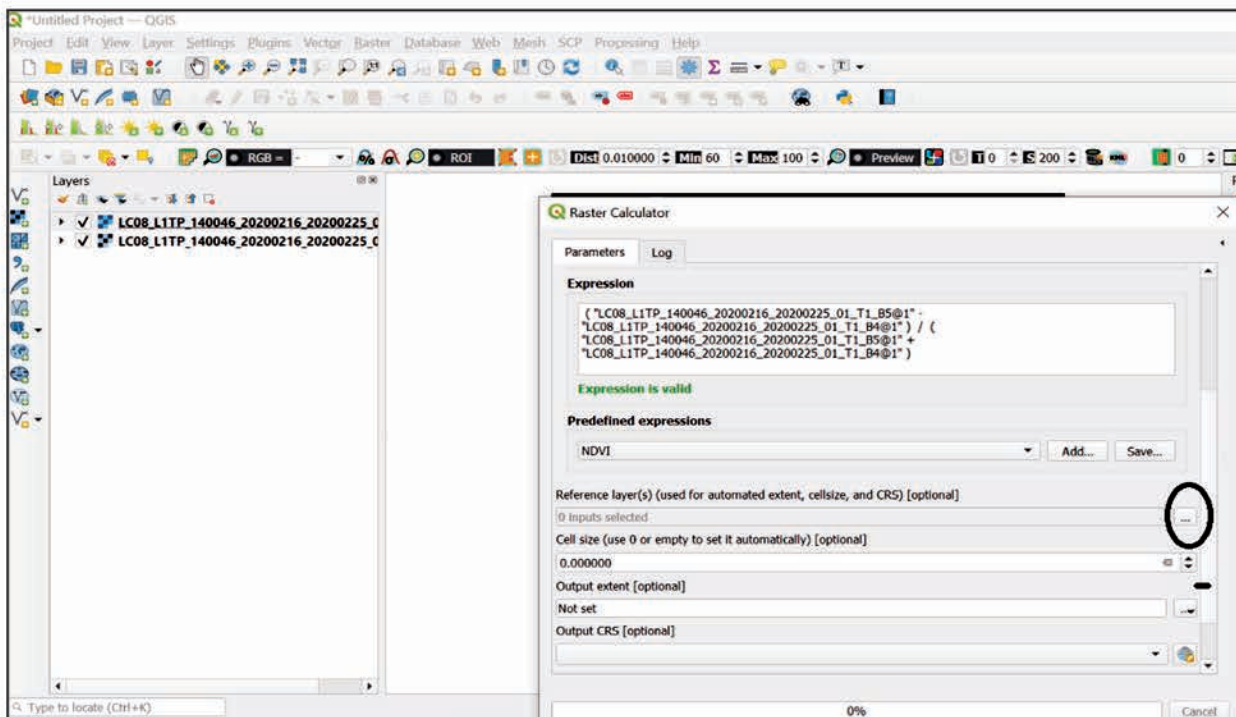 *Untitled Project — QGIS
Project Edit View Layer Settings Plugins Vector Raster Database Web Mesh SCP Processing Help
RGB = - ROI Dist 0.010000 Min 60 Max 100 Preview T 0 S 200 0
Layers
LC08_L1TP_140046_20200216_20200225_0
LC08_L1TP_140046_20200216_20200225_0
Raster Calculator
Parameters Log
Expression
( "LC08_L1TP_140046_20200216_20200225_01_T1_B5@1" -
"LC08_L1TP_140046_20200216_20200225_01_T1_B4@1" ) / (
"LC08_L1TP_140046_20200216_20200225_01_T1_B5@1" +
"LC08_L1TP_140046_20200216_20200225_01_T1_B4@1" )
Expression is valid
Predefined expressions
NDVI Add... Save...
Reference layer(s) (used for automated extent, cellsize, and CRS) [optional]
0 inputs selected ...
Cell size (use 0 or empty to set it automatically) [optional]
0.000000
Output extent [optional]
Not set ...
Output CRS [optional]
Type to locate (Ctrl+K)
0% Cancel